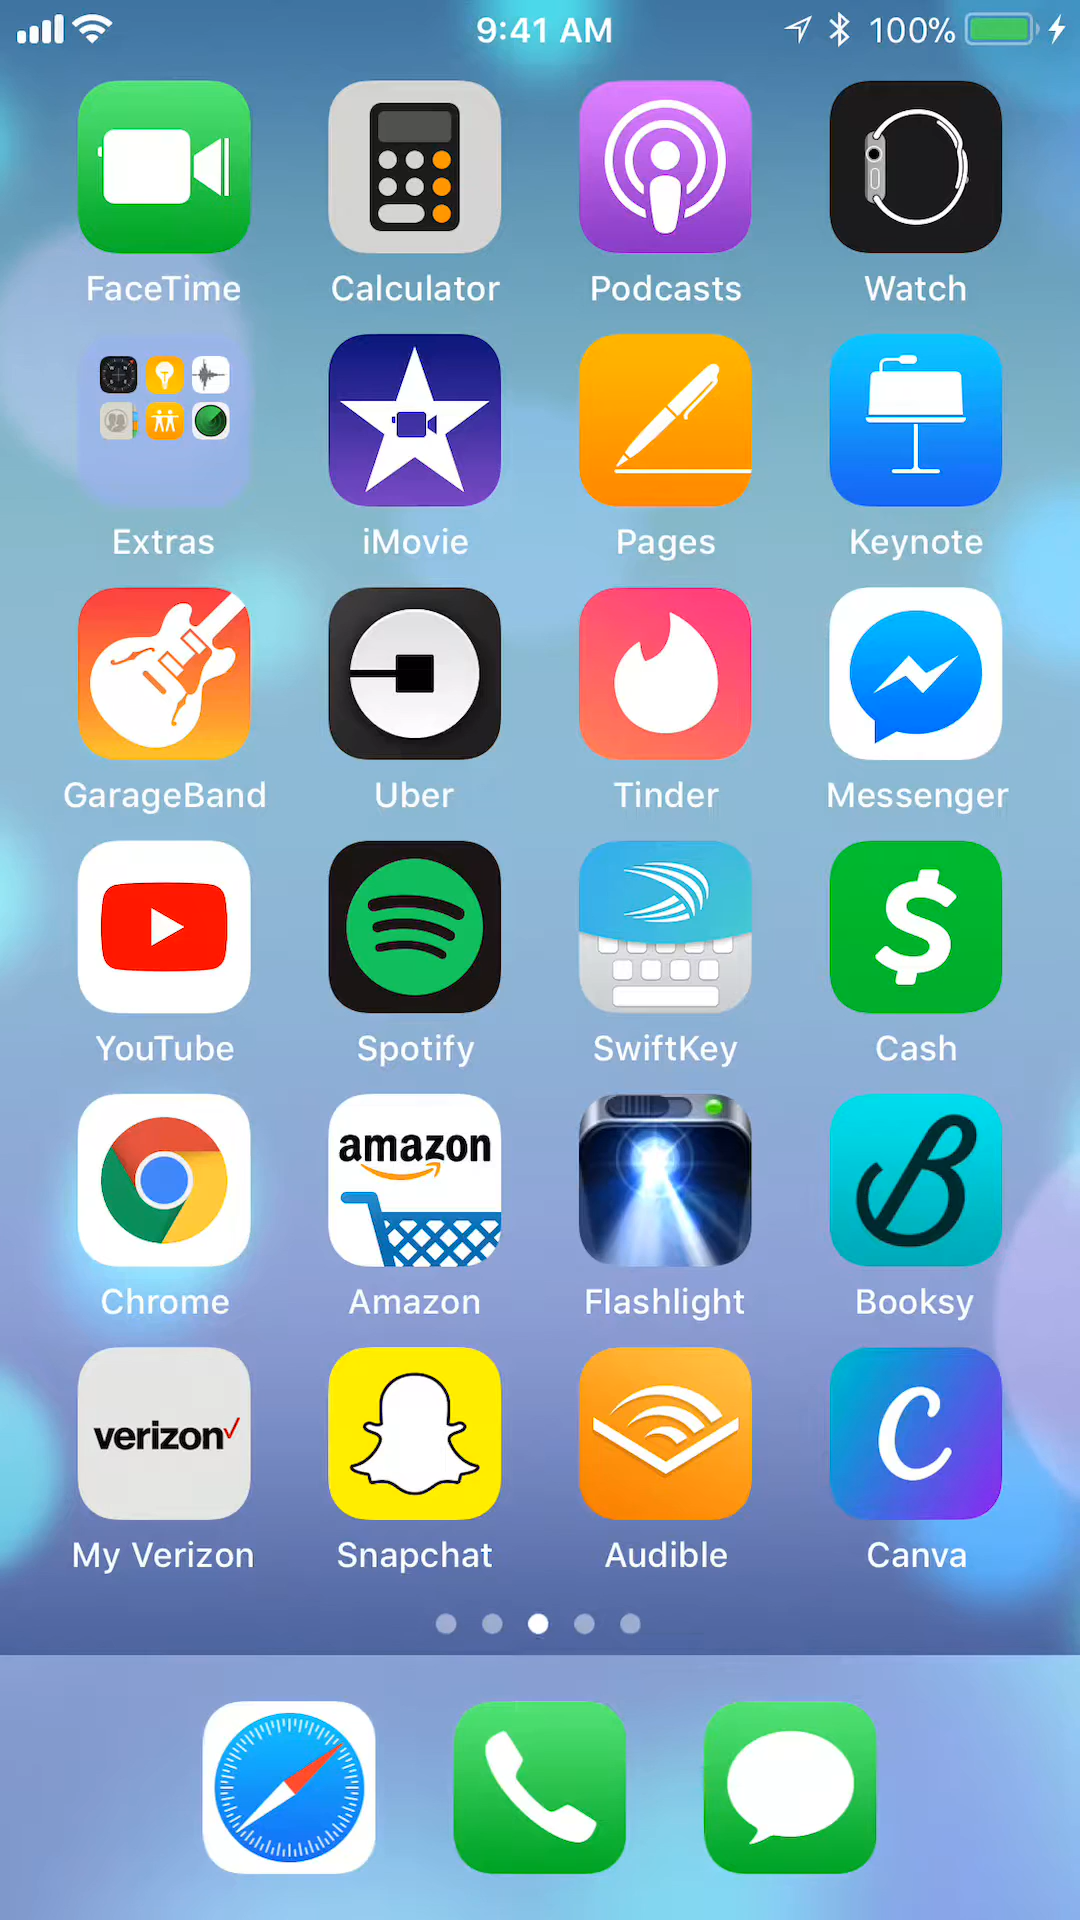 9:41 AM 100%
FaceTime Calculator Podcasts Watch
Extras iMovie Pages Keynote
GarageBand Uber Tinder Messenger
YouTube Spotify SwiftKey Cash
amazon
Chrome Amazon Flashlight Booksy
verizon
My Verizon Snapchat Audible Canva